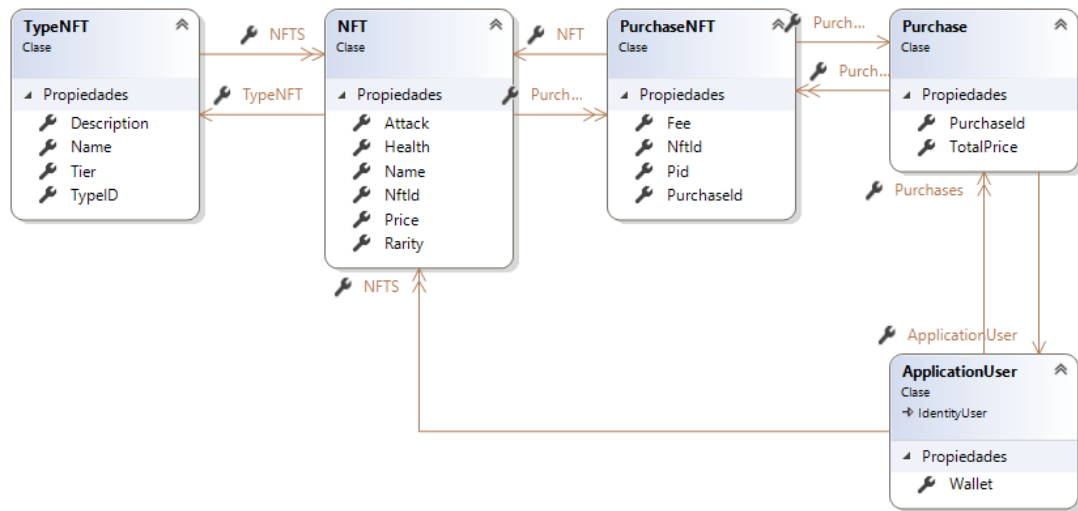 TypeNFT
Clase
Propiedades
Description
Name
Tier
TypeID
NFTS
TypeNFT
NFT
Clase
Propiedades
Attack
Health
Name
NftId
Price
Rarity
NFT
Purch...
PurchaseNFT
Clase
Propiedades
Fee
NftId
Pid
PurchaseId
Purch...
Purch...
Purchase
Clase
Propiedades
PurchaseId
TotalPrice
Purchases
NFTS
ApplicationUser
ApplicationUser
Clase
IdentityUser
Propiedades
Wallet